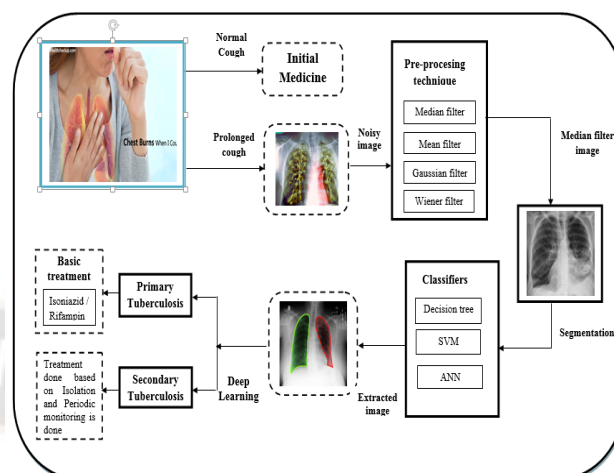 Normal
Cough
Initial
Medicine
Pre-procesing
technique
Median filter
Mean filter
Gaussian filter
Wiener filter
Chest Burns When I Cou
Prolonged
cough
Noisy
image
Median filter
image
Basic
treatment
Isoniazid /
Rifampin
Primary
Tuberculosis
Classifiers
Decision tree
SVM
ANN
Segmentation
Treatment
done based
on Isolation
and Periodic
monitoring is
done
Secondary
Tuberculosis
Deep
Learning
Extracted
image